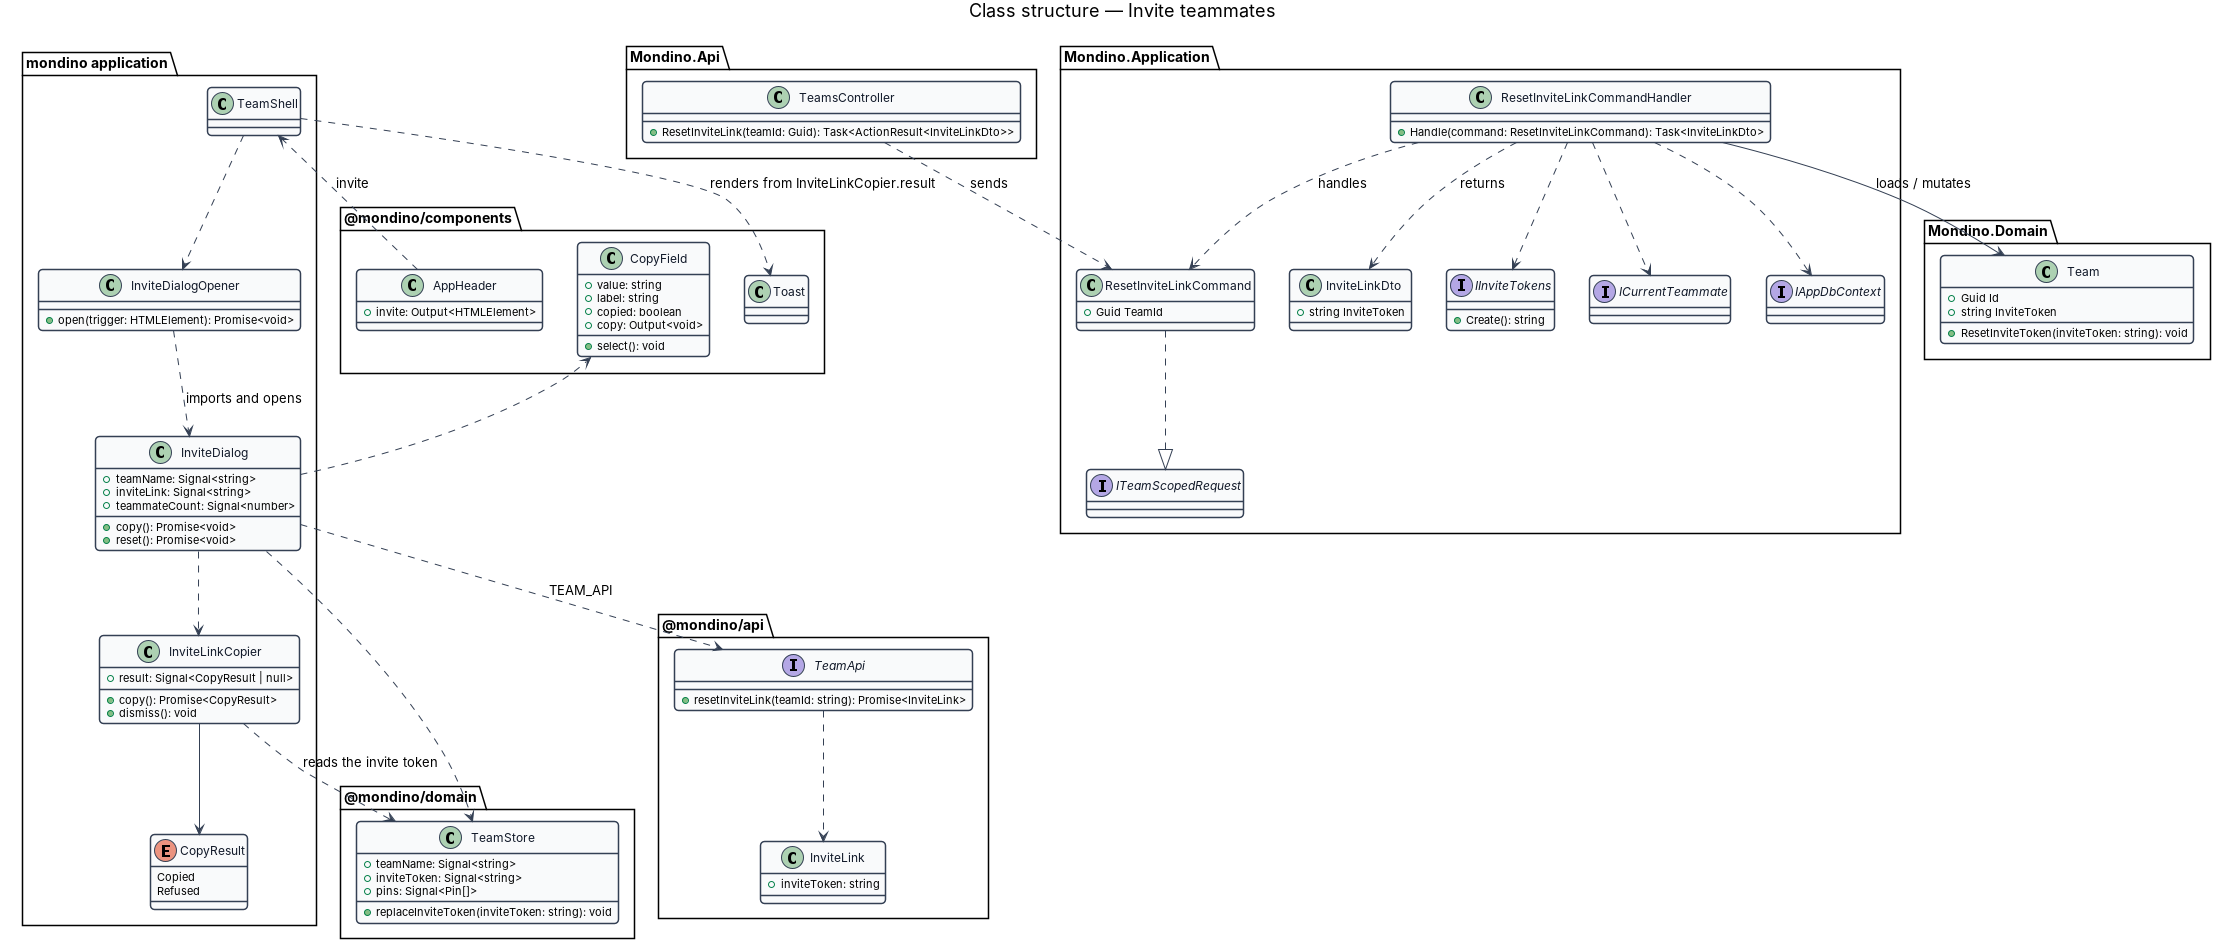 Class structure — Invite teammates
mondino application
TeamShell
InviteDialogOpener
open(trigger: HTMLElement): Promise<void>
imports and opens
InviteDialog
teamName: Signal<string>
inviteLink: Signal<string>
teammateCount: Signal<number>
copy(): Promise<void>
reset(): Promise<void>
InviteLinkCopier
result: Signal<CopyResult | null>
copy(): Promise<CopyResult>
dismiss(): void
reads the invite token
CopyResult
Copied
Refused
invite
@mondino/components
AppHeader
invite: Output<HTMLElement>
CopyField
value: string
label: string
copied: boolean
copy: Output<void>
select(): void
Toast
renders from InviteLinkCopier.result
Mondino.Api
TeamsController
ResetInviteLink(teamId: Guid): Task<ActionResult<InviteLinkDto>>
sends
Mondino.Application
ResetInviteLinkCommandHandler
Handle(command: ResetInviteLinkCommand): Task<InviteLinkDto>
handles
returns
loads / mutates
ResetInviteLinkCommand
Guid TeamId
InviteLinkDto
string InviteToken
IInviteTokens
Create(): string
ICurrentTeammate
IAppDbContext
ITeamScopedRequest
Mondino.Domain
Team
Guid Id
string InviteToken
ResetInviteToken(inviteToken: string): void
TEAM_API
@mondino/api
TeamApi
resetInviteLink(teamId: string): Promise<InviteLink>
InviteLink
inviteToken: string
@mondino/domain
TeamStore
teamName: Signal<string>
inviteToken: Signal<string>
pins: Signal<Pin[]>
replaceInviteToken(inviteToken: string): void